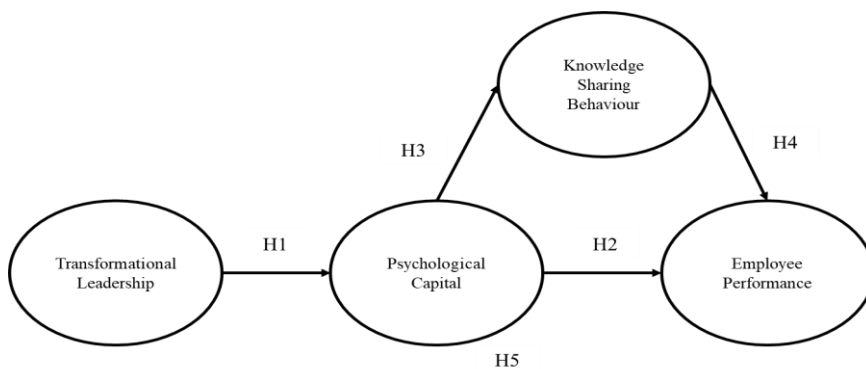 Knowledge
Sharing
Behaviour
H3
H4
Transformational
Leadership
H1
Psychological
Capital
H2
Employee
Performance
H5